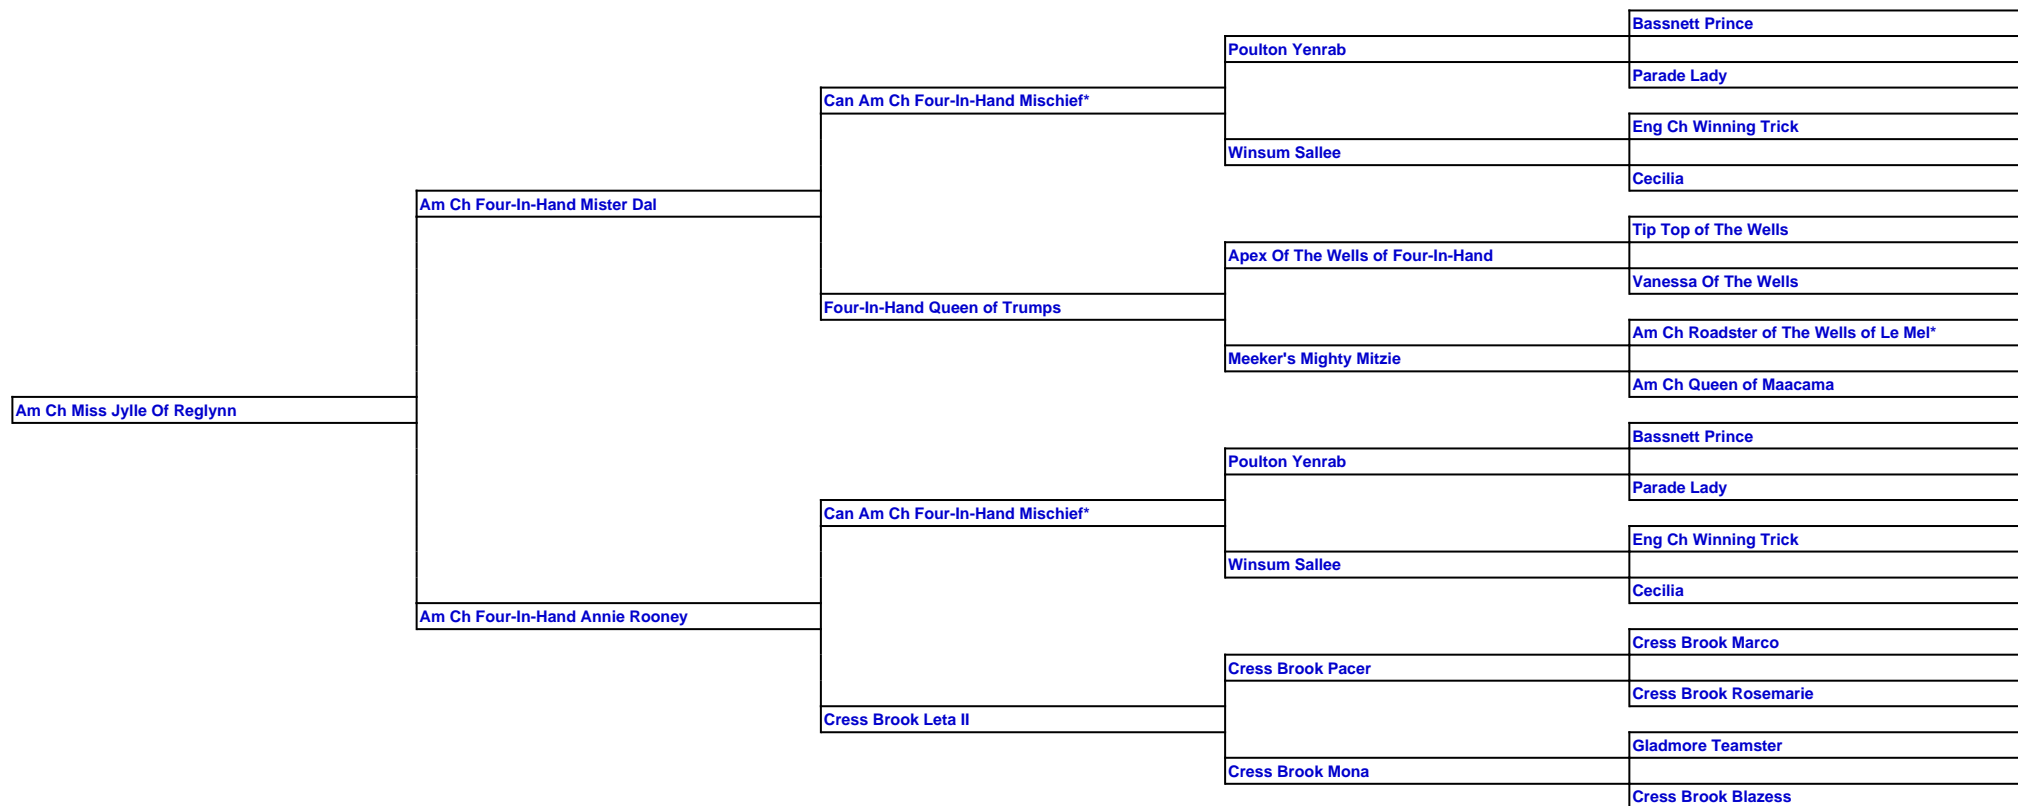 Bassnett Prince
Poulton Yenrab
Parade Lady
Can Am Ch Four-In-Hand Mischief*
Eng Ch Winning Trick
Winsum Sallee
Cecilia
Am Ch Four-In-Hand Mister Dal
Tip Top of The Wells
Apex Of The Wells of Four-In-Hand
Vanessa Of The Wells
Four-In-Hand Queen of Trumps
Am Ch Roadster of The Wells of Le Mel*
Meeker's Mighty Mitzie
Am Ch Queen of Maacama
Am Ch Miss Jylle Of Reglynn
Bassnett Prince
Poulton Yenrab
Parade Lady
Can Am Ch Four-In-Hand Mischief*
Eng Ch Winning Trick
Winsum Sallee
Cecilia
Am Ch Four-In-Hand Annie Rooney
Cress Brook Marco
Cress Brook Pacer
Cress Brook Rosemarie
Cress Brook Leta II
Gladmore Teamster
Cress Brook Mona
Cress Brook Blazess